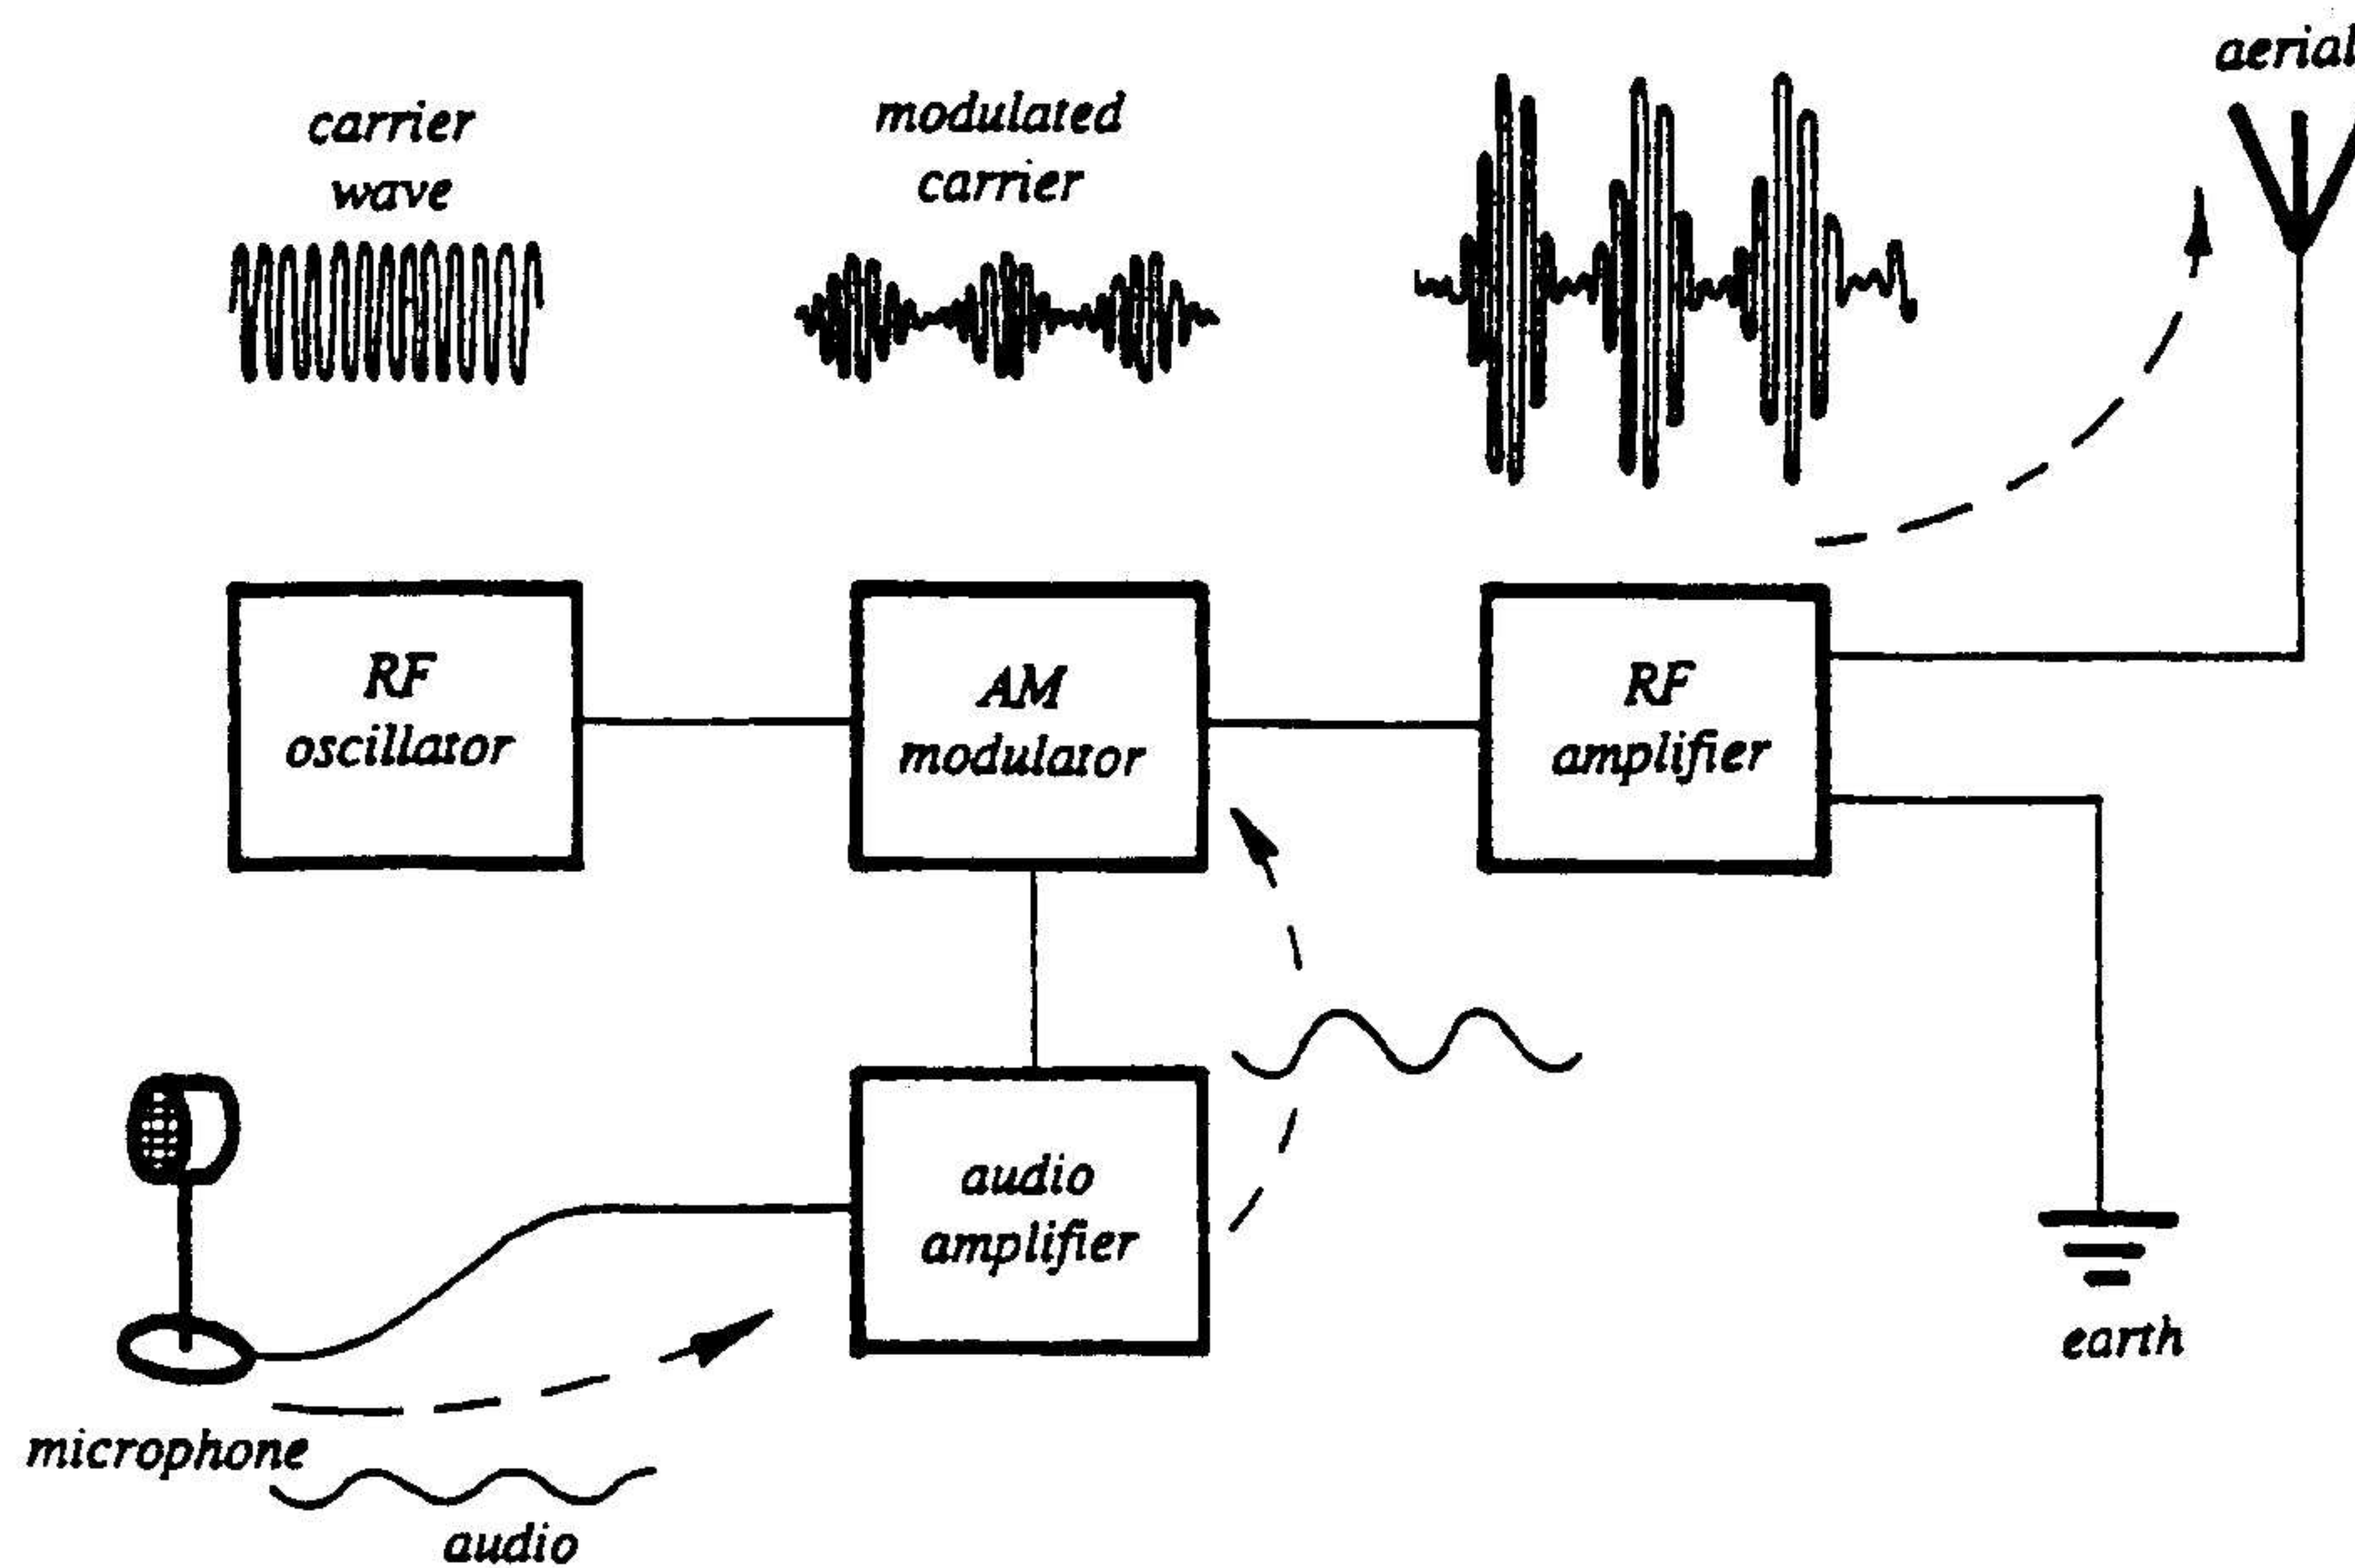 aerial
carrier
wave
modulated
carrier
RF
oscillator
AM
modulator
RF
amplifier
audio
amplifier
earth
microphone
audio